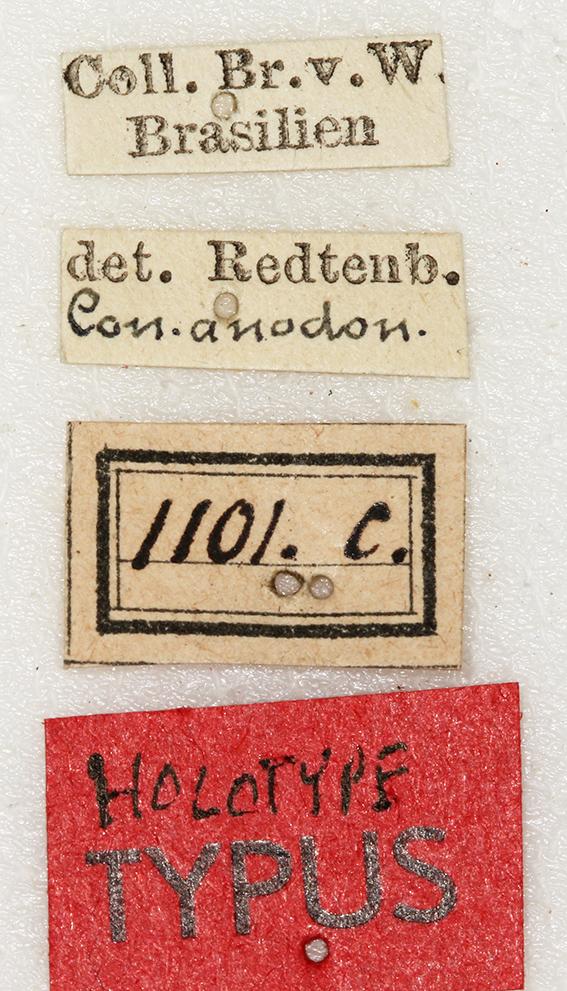 Coll. Br. v. W.
Brasilien
det. Redtenb.
Con. anodon.
1101. c.
HOLOTYPE
TYPUS